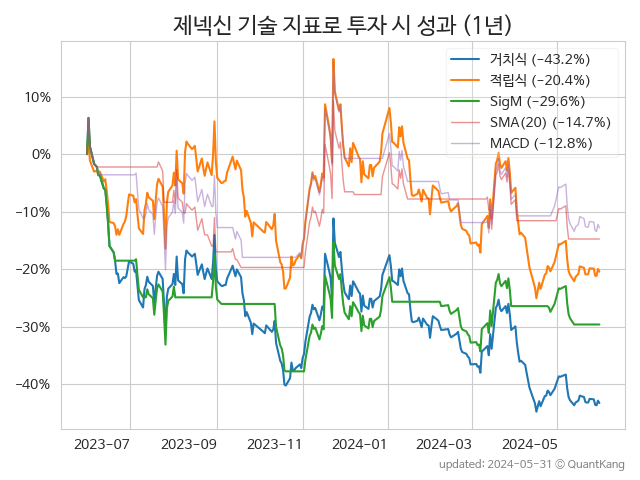 제넥신 기술 지표로 투자 시 성과 (1년)
거치식 (−43.2%)
적립식 (−20.4%)
SigM (−29.6%)
SMA(20) (−14.7%)
MACD (−12.8%)
10%
0%
−10%
−20%
−30%
−40%
2023−07 2023−09 2023−11 2024−01 2024−03 2024−05
updated: 2024−05−31 © QuantKang